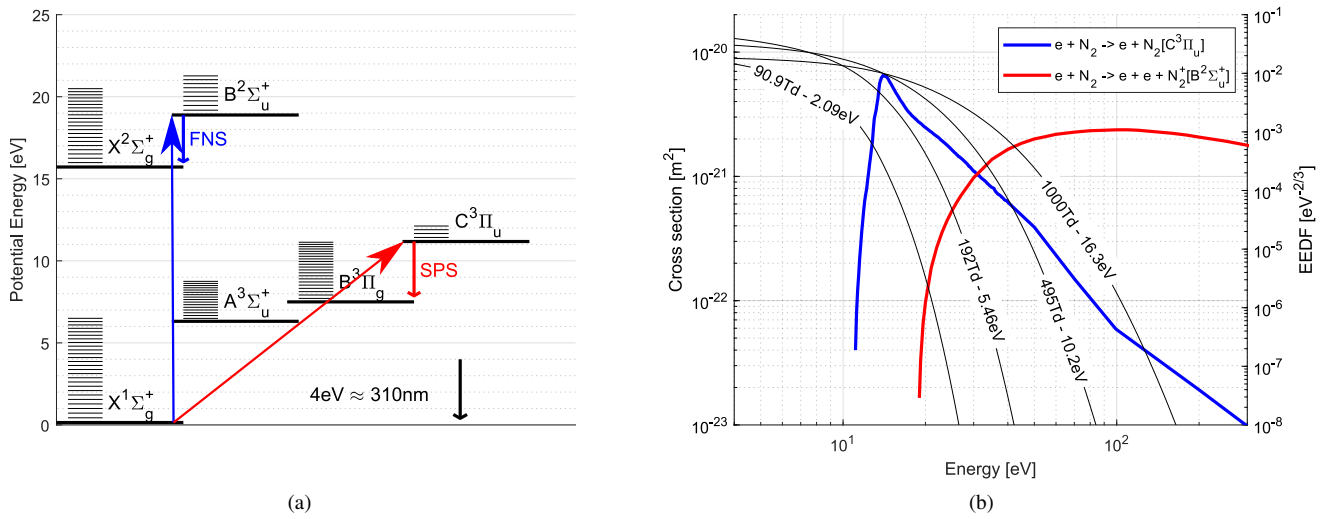 25
20
15
10
5
0
Potential Energy [eV]
B²Σᵤ⁺
FNS
X²Σg⁺
C³Πᵤ
SPS
B³Πg
A³Σᵤ⁺
4eV ≈ 310nm
X¹Σg⁺
(a)
10⁻²⁰
10⁻²¹
10⁻²²
10⁻²³
Cross section [m²]
e + N₂ -> e + N₂[C³Πᵤ]
e + N₂ -> e + e + N₂⁺[B²Σᵤ⁺]
90.9Td - 2.09eV
192Td - 5.46eV
495Td - 10.2eV
1000Td - 16.3eV
10⁻¹
10⁻²
10⁻³
10⁻⁴
10⁻⁵
10⁻⁶
10⁻⁷
10⁻⁸
EEDF [eV⁻²ᐟ³]
10¹
10²
Energy [eV]
(b)